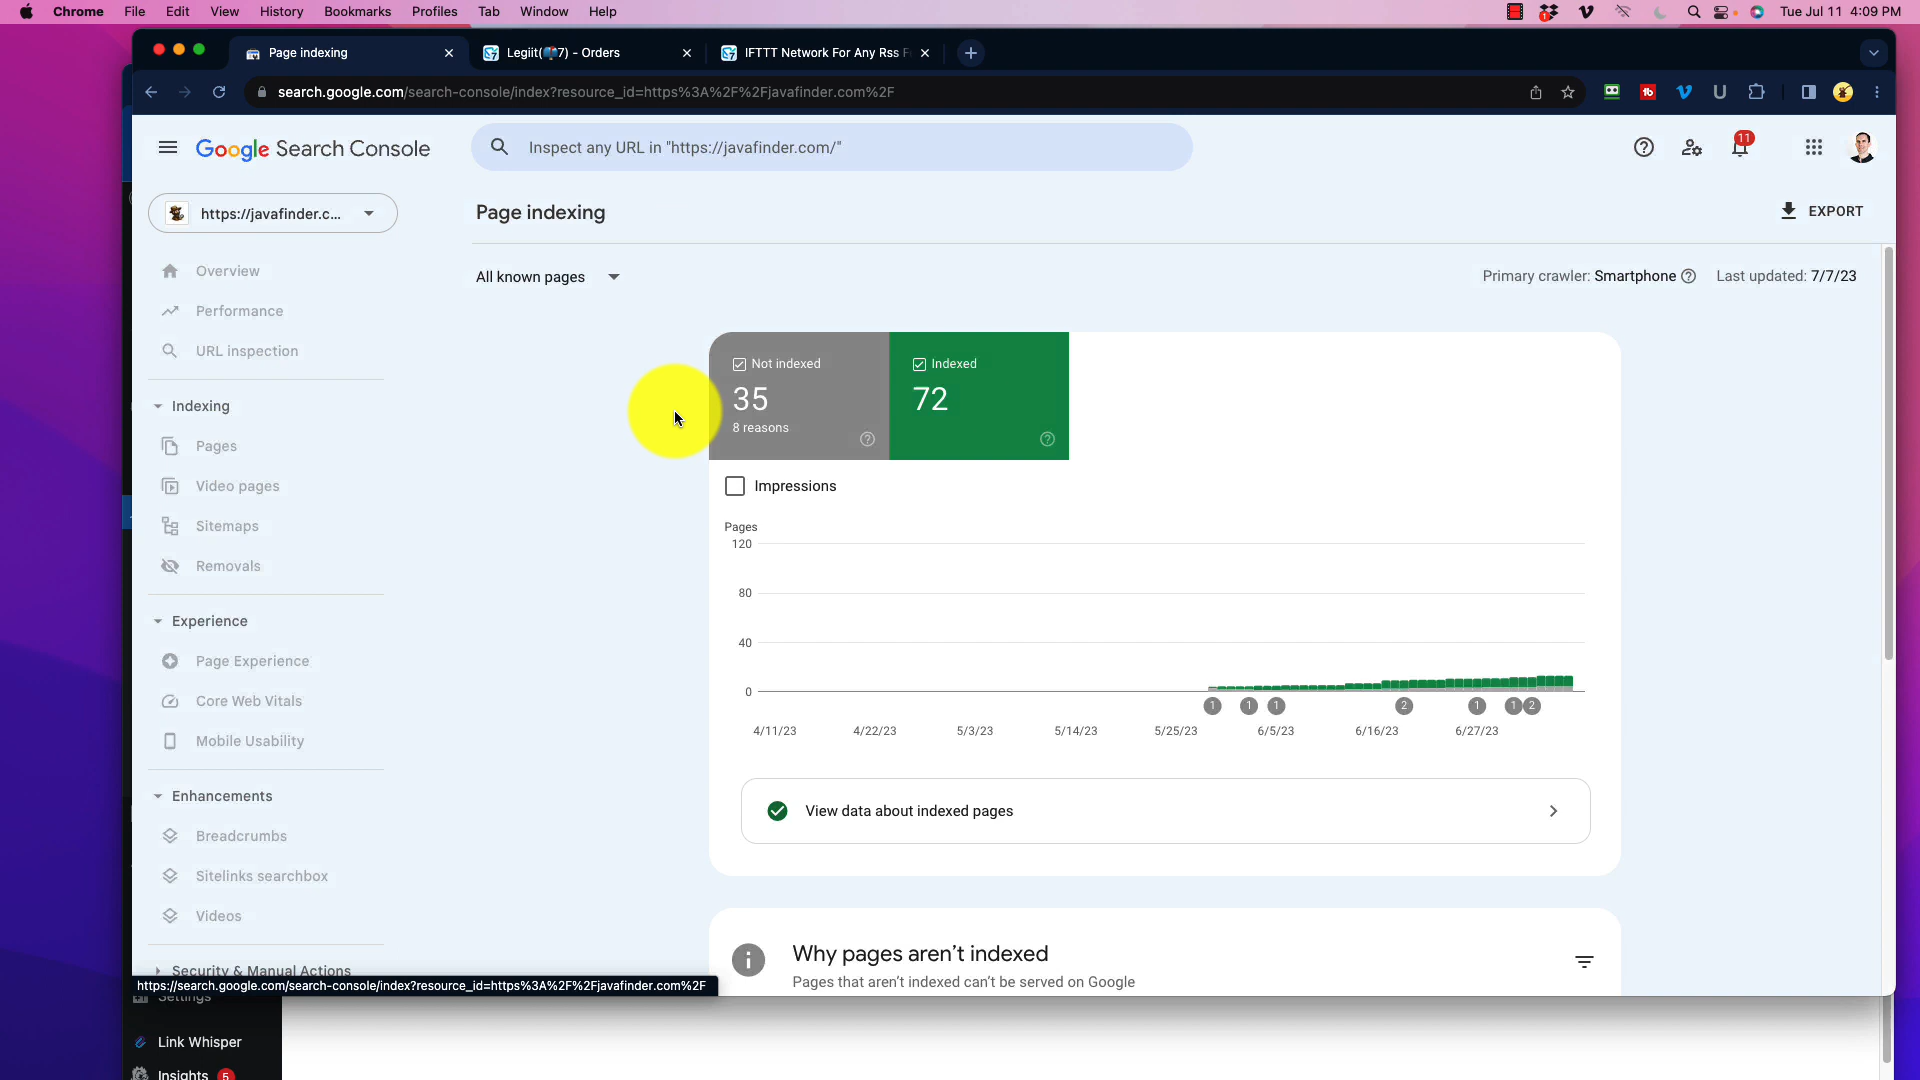 Chrome File Edit View History Bookmarks Profiles Tab Window Help
1
Tue Jul 11 4:09 PM
Page indexing
Legiit(📫7) - Orders
IFTTT Network For Any Rss F
search.google.com/search-console/index?resource_id=https%3A%2F%2Fjavafinder.com%2F
Google Search Console
Inspect any URL in "https://javafinder.com/"
11
https://javafinder.c...
Page indexing
EXPORT
All known pages
Primary crawler: Smartphone
Last updated: 7/7/23
Overview
Performance
URL inspection
Indexing
Pages
Video pages
Sitemaps
Removals
Experience
Page Experience
Core Web Vitals
Mobile Usability
Enhancements
Breadcrumbs
Sitelinks searchbox
Videos
Security & Manual Actions
Not indexed
35
8 reasons
Indexed
72
Impressions
Pages
120
80
40
0
1 1 1 2 1 1 2
4/11/23 4/22/23 5/3/23 5/14/23 5/25/23 6/5/23 6/16/23 6/27/23
View data about indexed pages
Why pages aren't indexed
Pages that aren't indexed can't be served on Google
https://search.google.com/search-console/index?resource_id=https%3A%2F%2Fjavafinder.com%2F
Settings
Link Whisper
Insights 5